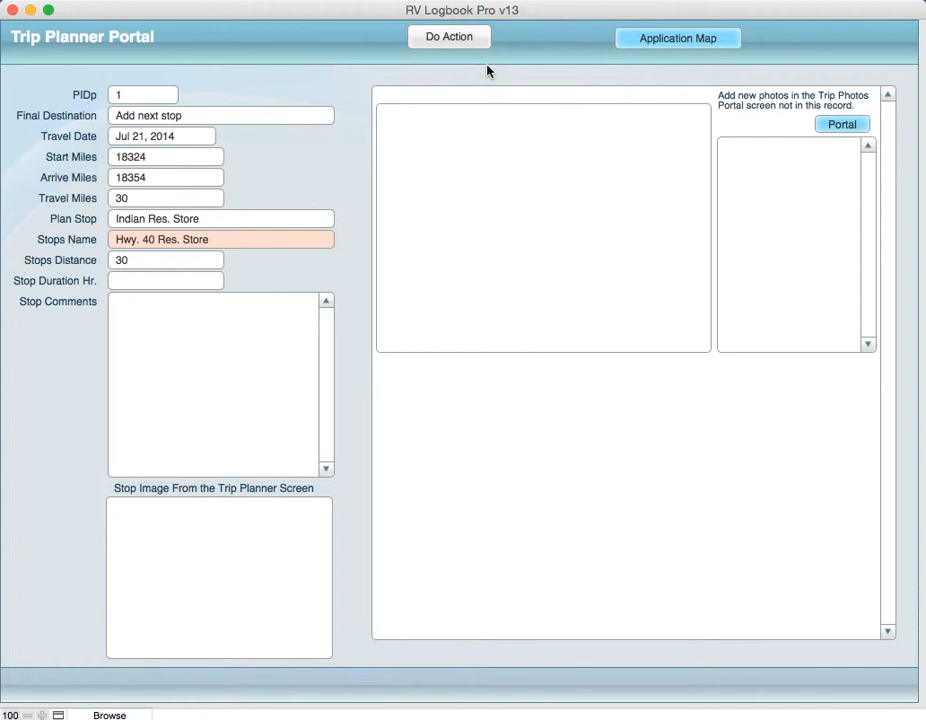 RV Logbook Pro v13
Trip Planner Portal
Do Action
Application Map
PIDp 1
Final Destination Add next stop
Travel Date Jul 21, 2014
Start Miles 18324
Arrive Miles 18354
Travel Miles 30
Plan Stop Indian Res. Store
Stops Name Hwy. 40 Res. Store
Stops Distance 30
Stop Duration Hr.
Stop Comments
Stop Image From the Trip Planner Screen
Add new photos in the Trip Photos
Portal screen not in this record.
Portal
100 Browse